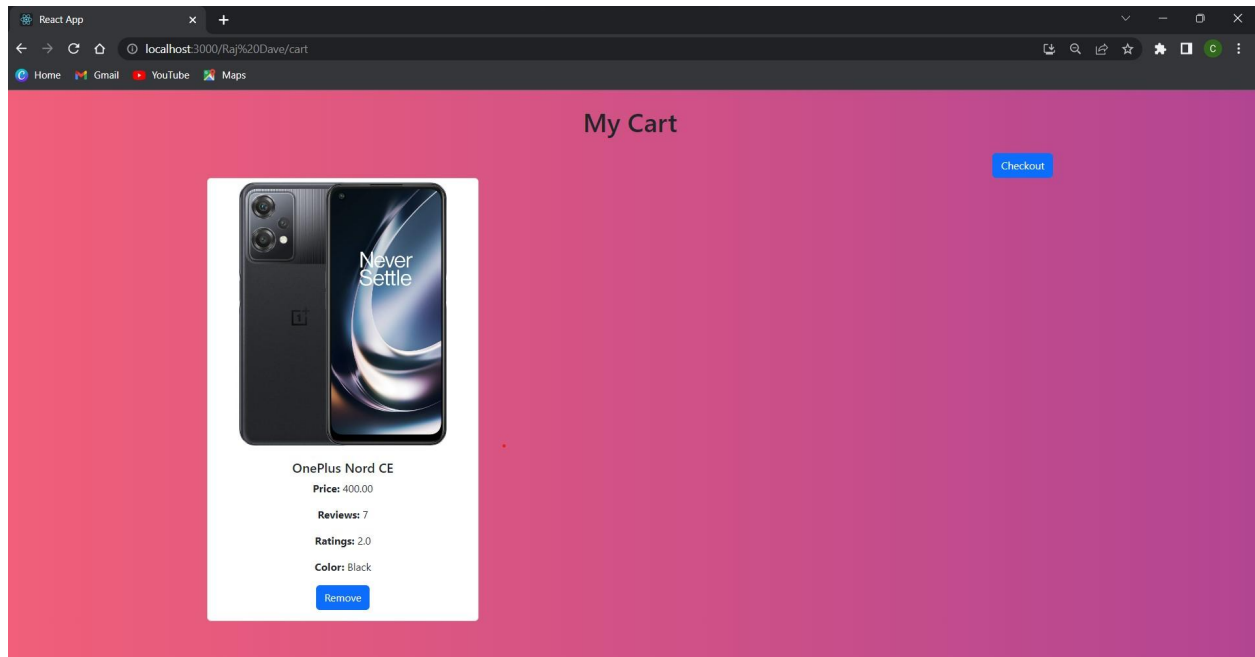 React App
localhost:3000/Raj%20Dave/cart
C
Home
Gmail
YouTube
Maps
My Cart
Checkout
Never
Settle
1
OnePlus Nord CE
Price: 400.00
Reviews: 7
Ratings: 2.0
Color: Black
Remove